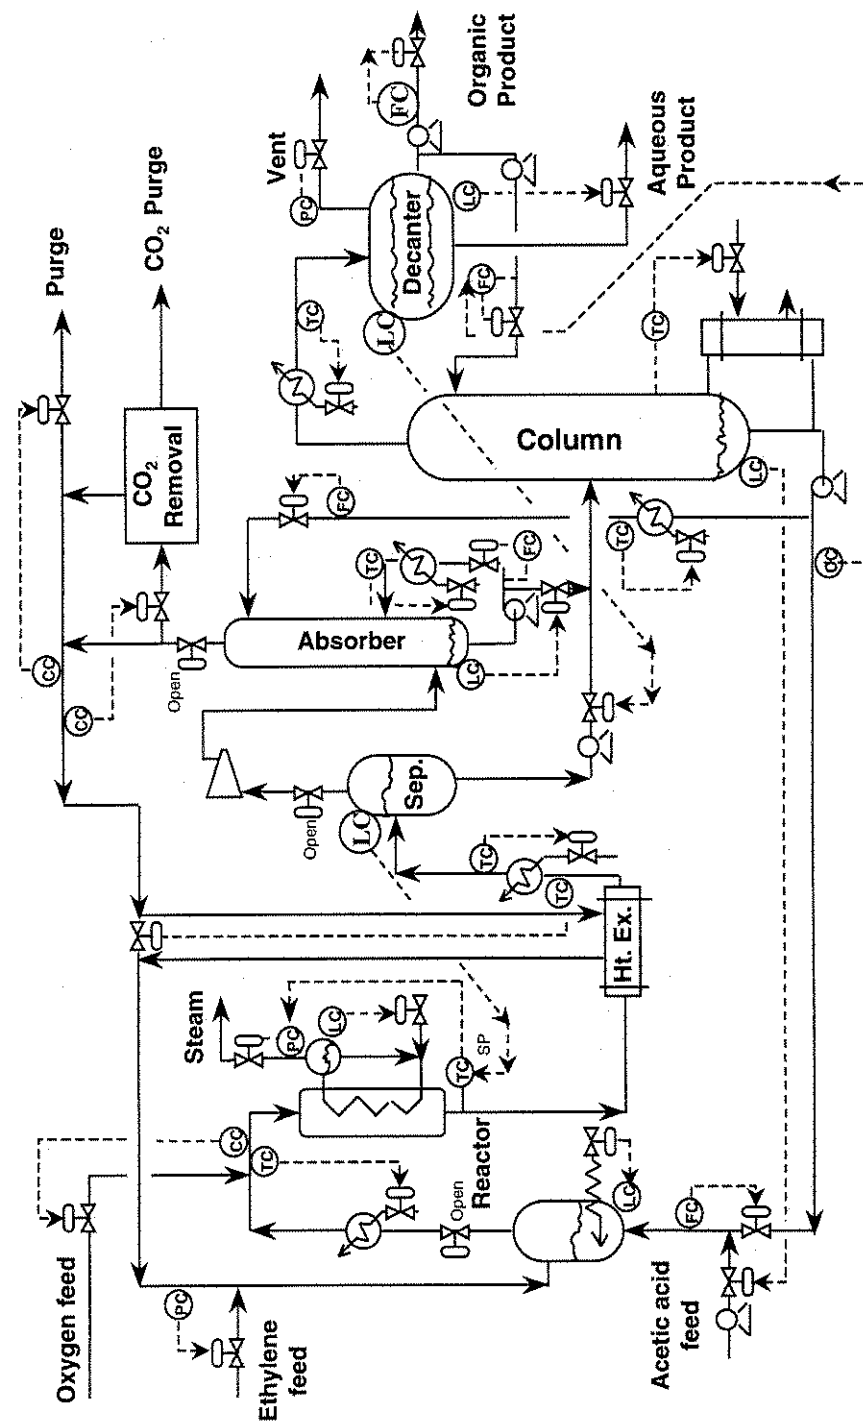 Oxygen feed
CC
Purge
CC
CO₂ Purge
CO₂
Removal
Open
PC
Steam
CC
TC
Ethylene
feed
Vent
PC
PC
TC
Open
LC
FC
Absorber
LC
TC
LC
FC
Decanter
Sep.
Open
TC
LC
LC
Reactor
SP
TC
FC
Organic
Product
FC
TC
Column
TC
Ht. Ex.
LC
TC
Aqueous
Product
Acetic acid
feed
FC
LC